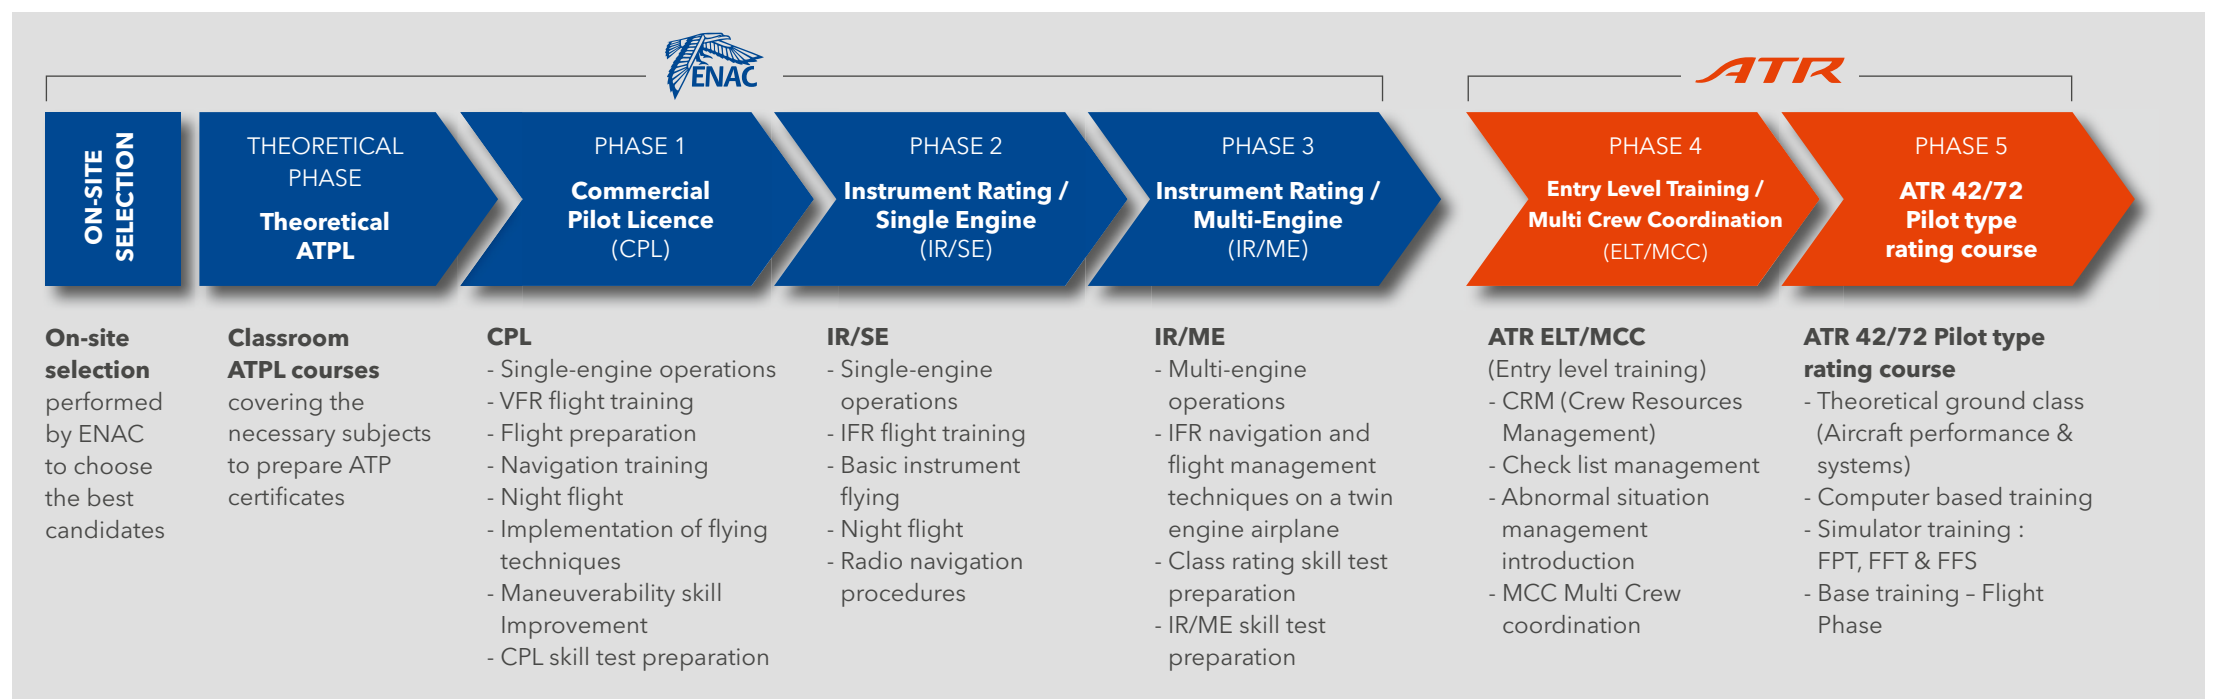 ENAC
ATR
ON-SITE
SELECTION
THEORETICAL
PHASE
Theoretical
ATPL
PHASE 1
Commercial
Pilot Licence
(CPL)
PHASE 2
Instrument Rating /
Single Engine
(IR/SE)
PHASE 3
Instrument Rating /
Multi-Engine
(IR/ME)
PHASE 4
Entry Level Training /
Multi Crew Coordination
(ELT/MCC)
PHASE 5
ATR 42/72
Pilot type
rating course
On-site
selection
performed
by ENAC
to choose
the best
candidates
Classroom
ATPL courses
covering the
necessary subjects
to prepare ATP
certificates
CPL
- Single-engine operations
- VFR flight training
- Flight preparation
- Navigation training
- Night flight
- Implementation of flying
techniques
- Maneuverability skill
Improvement
- CPL skill test preparation
IR/SE
- Single-engine
operations
- IFR flight training
- Basic instrument
flying
- Night flight
- Radio navigation
procedures
IR/ME
- Multi-engine
operations
- IFR navigation and
flight management
techniques on a twin
engine airplane
- Class rating skill test
preparation
- IR/ME skill test
preparation
ATR ELT/MCC
(Entry level training)
- CRM (Crew Resources
Management)
- Check list management
- Abnormal situation
management
introduction
- MCC Multi Crew
coordination
ATR 42/72 Pilot type
rating course
- Theoretical ground class
(Aircraft performance &
systems)
- Computer based training
- Simulator training :
FPT, FFT & FFS
- Base training – Flight
Phase